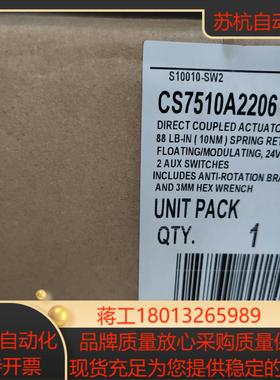 苏杭自动化
S10010-SW2
CS7510A2206
DIRECT COUPLED ACTUATO
88 LB-IN ( 10NM ) SPRING RET
FLOATING/MODULATING, 24V
2 AUX SWITCHES
INCLUDES ANTI-ROTATION BRA
AND 3MM HEX WRENCH
UNIT PACK
QTY. 1
蒋工18013265989
自动化
品牌质量放心采购质量保
开票
现货充足为您提供稳定的